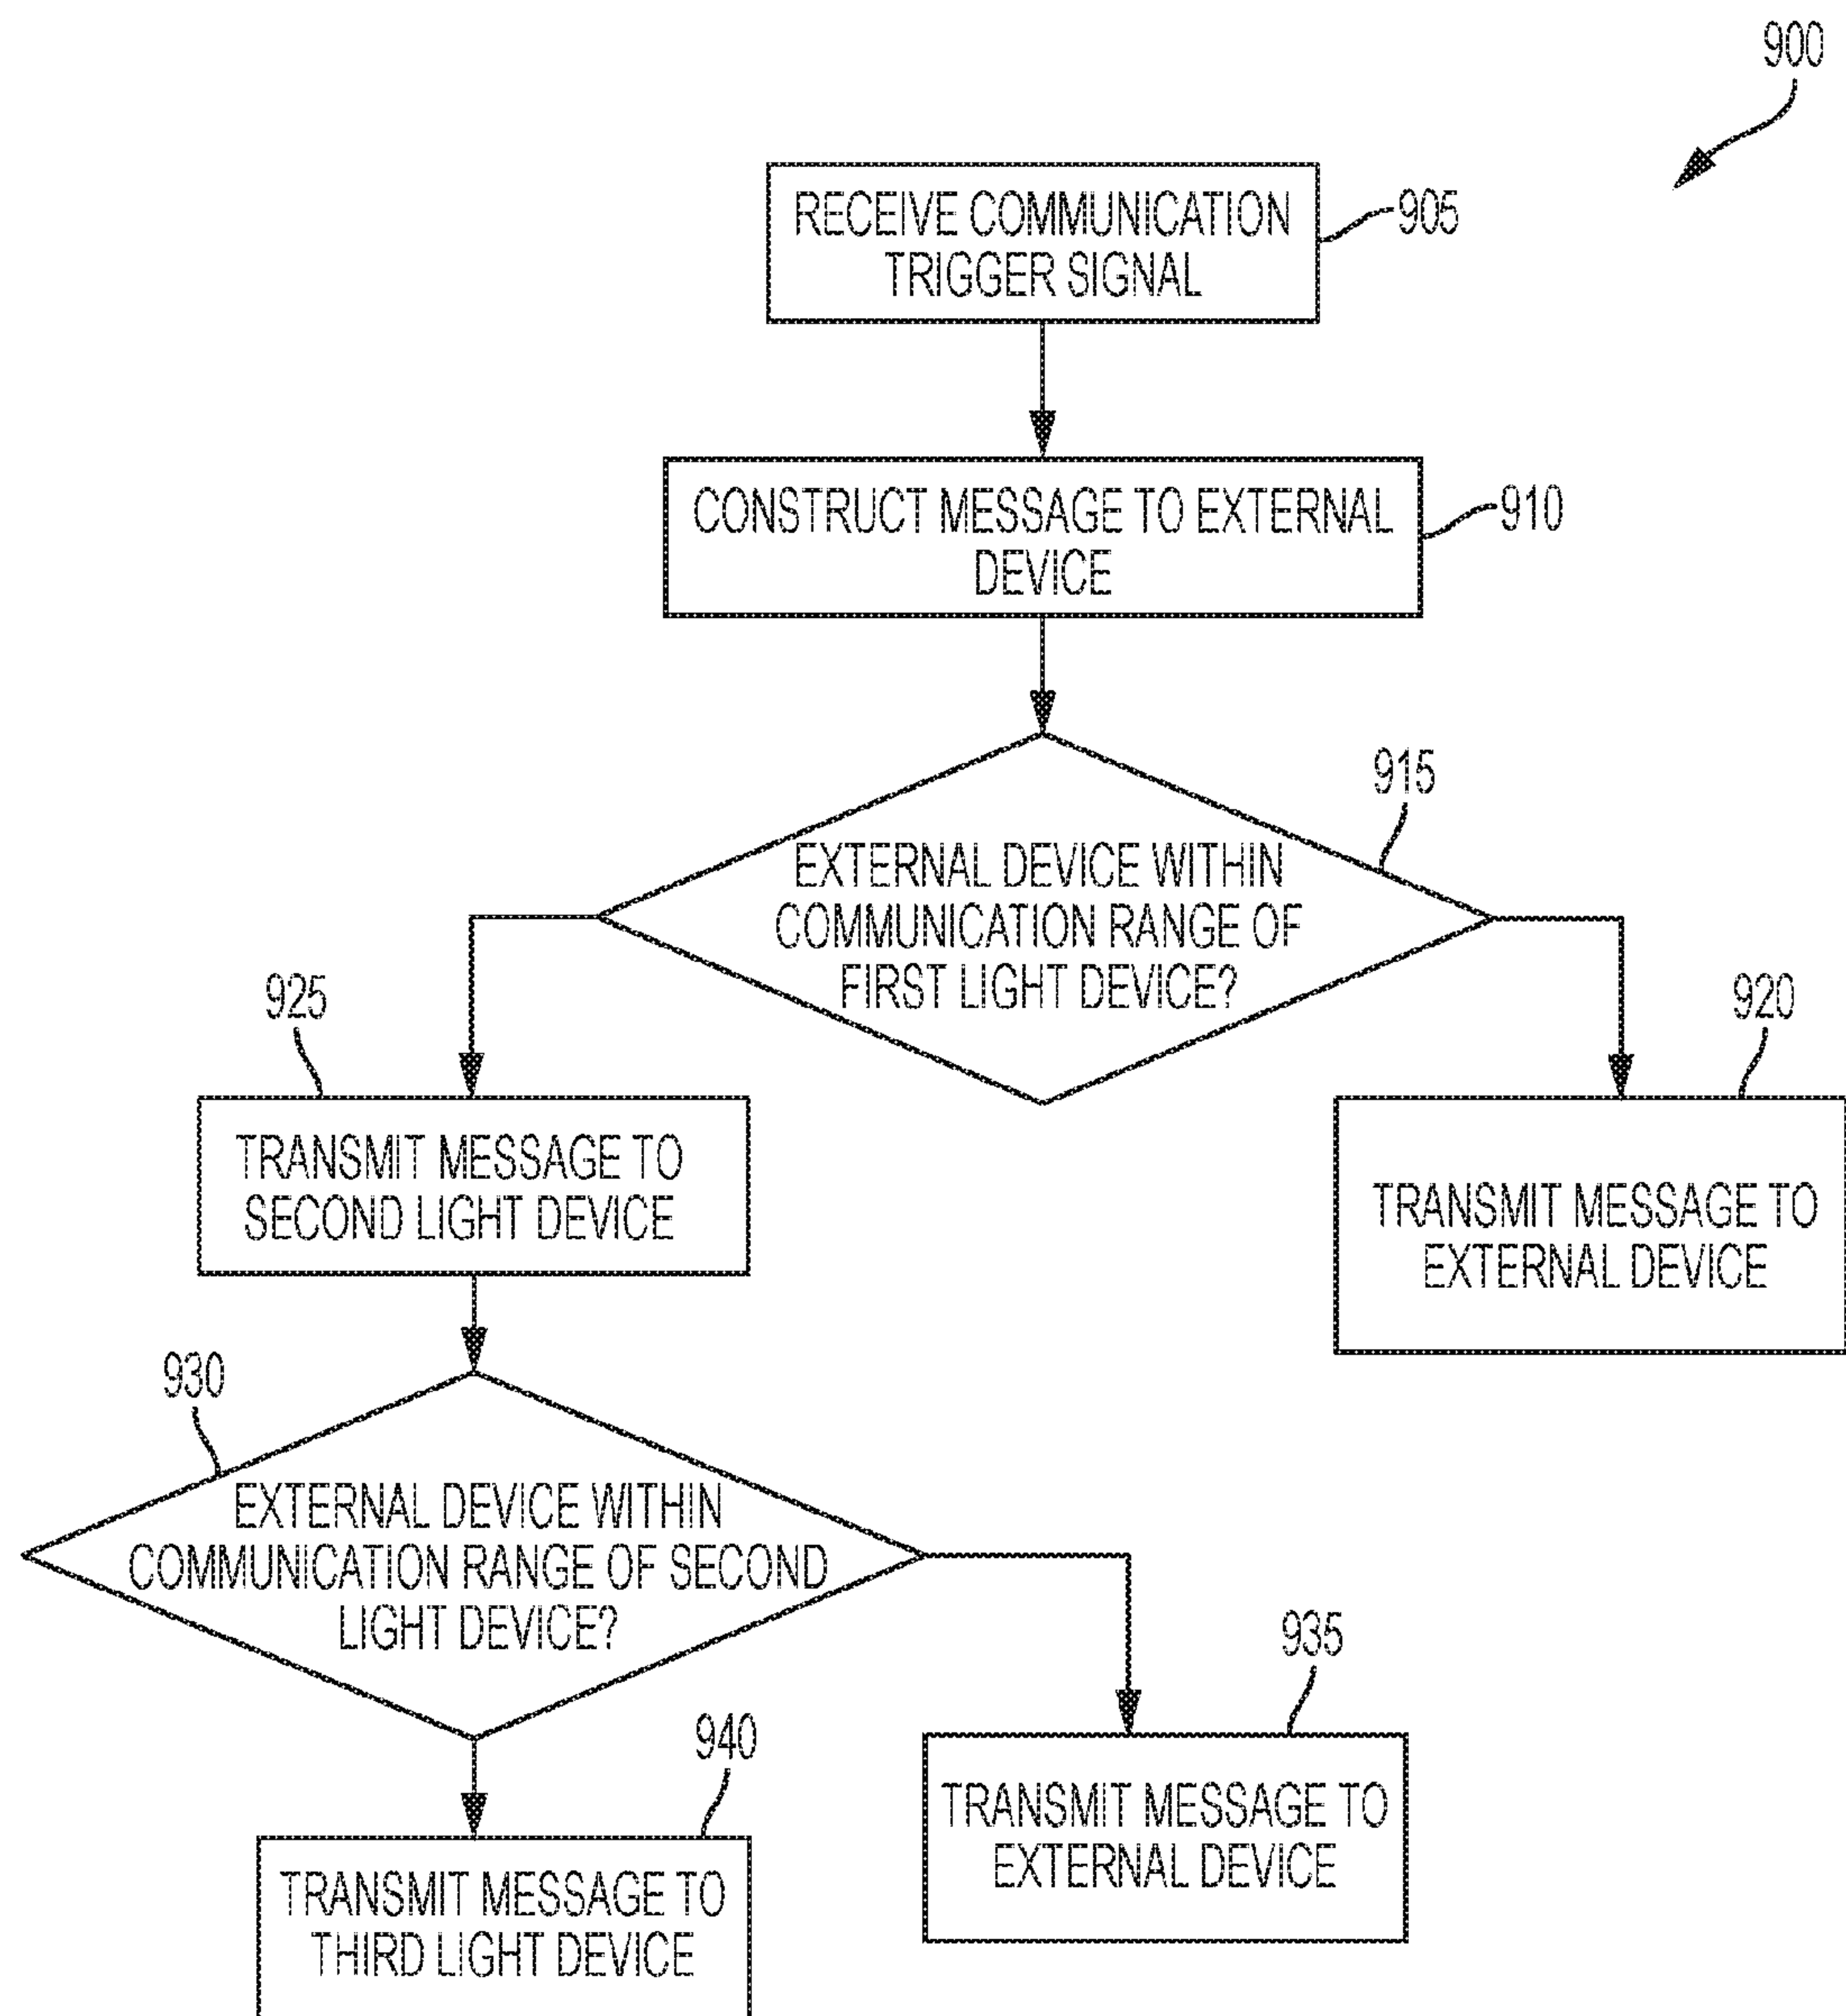 900
RECEIVE COMMUNICATION
TRIGGER SIGNAL
905
CONSTRUCT MESSAGE TO EXTERNAL
DEVICE
910
915
EXTERNAL DEVICE WITHIN
COMMUNICATION RANGE OF
FIRST LIGHT DEVICE?
925
920
TRANSMIT MESSAGE TO
SECOND LIGHT DEVICE
TRANSMIT MESSAGE TO
EXTERNAL DEVICE
930
EXTERNAL DEVICE WITHIN
COMMUNICATION RANGE OF SECOND
LIGHT DEVICE?
935
940
TRANSMIT MESSAGE TO
EXTERNAL DEVICE
TRANSMIT MESSAGE TO
THIRD LIGHT DEVICE